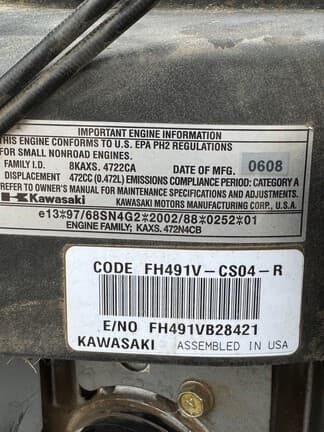 IMPORTANT ENGINE INFORMATION
THIS ENGINE CONFORMS TO U.S. EPA PH2 REGULATIONS
FOR SMALL NONROAD ENGINES.
FAMILY I.D. 8KAXS. 4722CA DATE OF MFG. 0608
DISPLACEMENT 472CC (0.472L) EMISSIONS COMPLIANCE PERIOD: CATEGORY A
REFER TO OWNER'S MANUAL FOR MAINTENANCE SPECIFICATIONS AND ADJUSTMENTS.
Kawasaki KAWASAKI MOTORS MANUFACTURING CORP., U.S.A.
e13*97/68SN4G2*2002/88*0252*01
ENGINE FAMILY; KAXS. 472N4CB
CODE FH491V-CS04-R
E/NO FH491VB28421
KAWASAKI ASSEMBLED IN USA